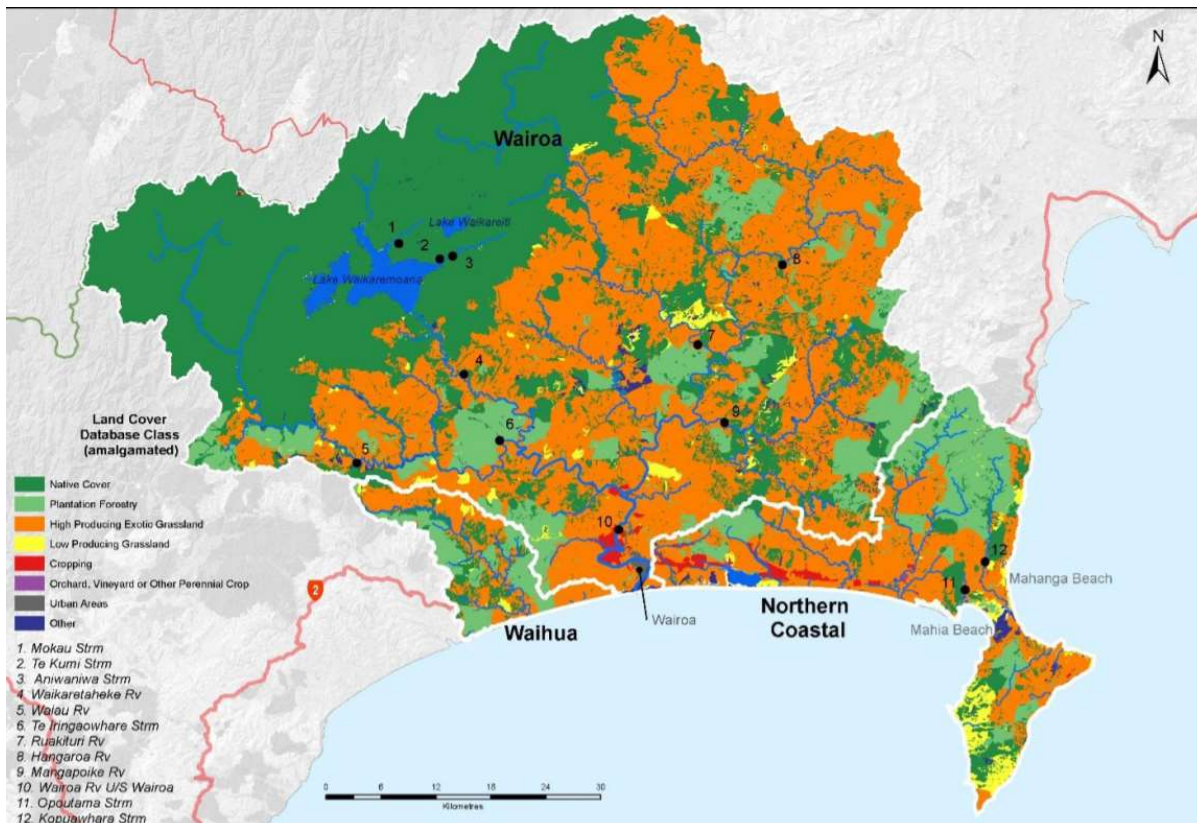 N
Wairoa
1
2
3
Lake Waikareiti
Lake Waikaremoana
8
7
4
9
6
5
10
12
11
Mahanga Beach
Mahia Beach
Northern
Coastal
Wairoa
Waihua
2
Land Cover
Database Class
(amalgamated)
Native Cover
Plantation Forestry
High Producing Exotic Grassland
Low Producing Grassland
Cropping
Orchard, Vineyard or Other Perennial Crop
Urban Areas
Other
1. Mokau Strm
2. Te Kumi Strm
3. Aniwaniwa Strm
4 Waikaretaheke Rv
5. Waiau Rv
6. Te Iringaowhare Strm
7. Ruakituri Rv
8. Hangaroa Rv
9. Mangapoike Rv
10. Wairoa Rv U/S Wairoa
11. Opoutama Strm
12. Kopuawhara Strm
0 3 6 12 18 24 30
Kilometres